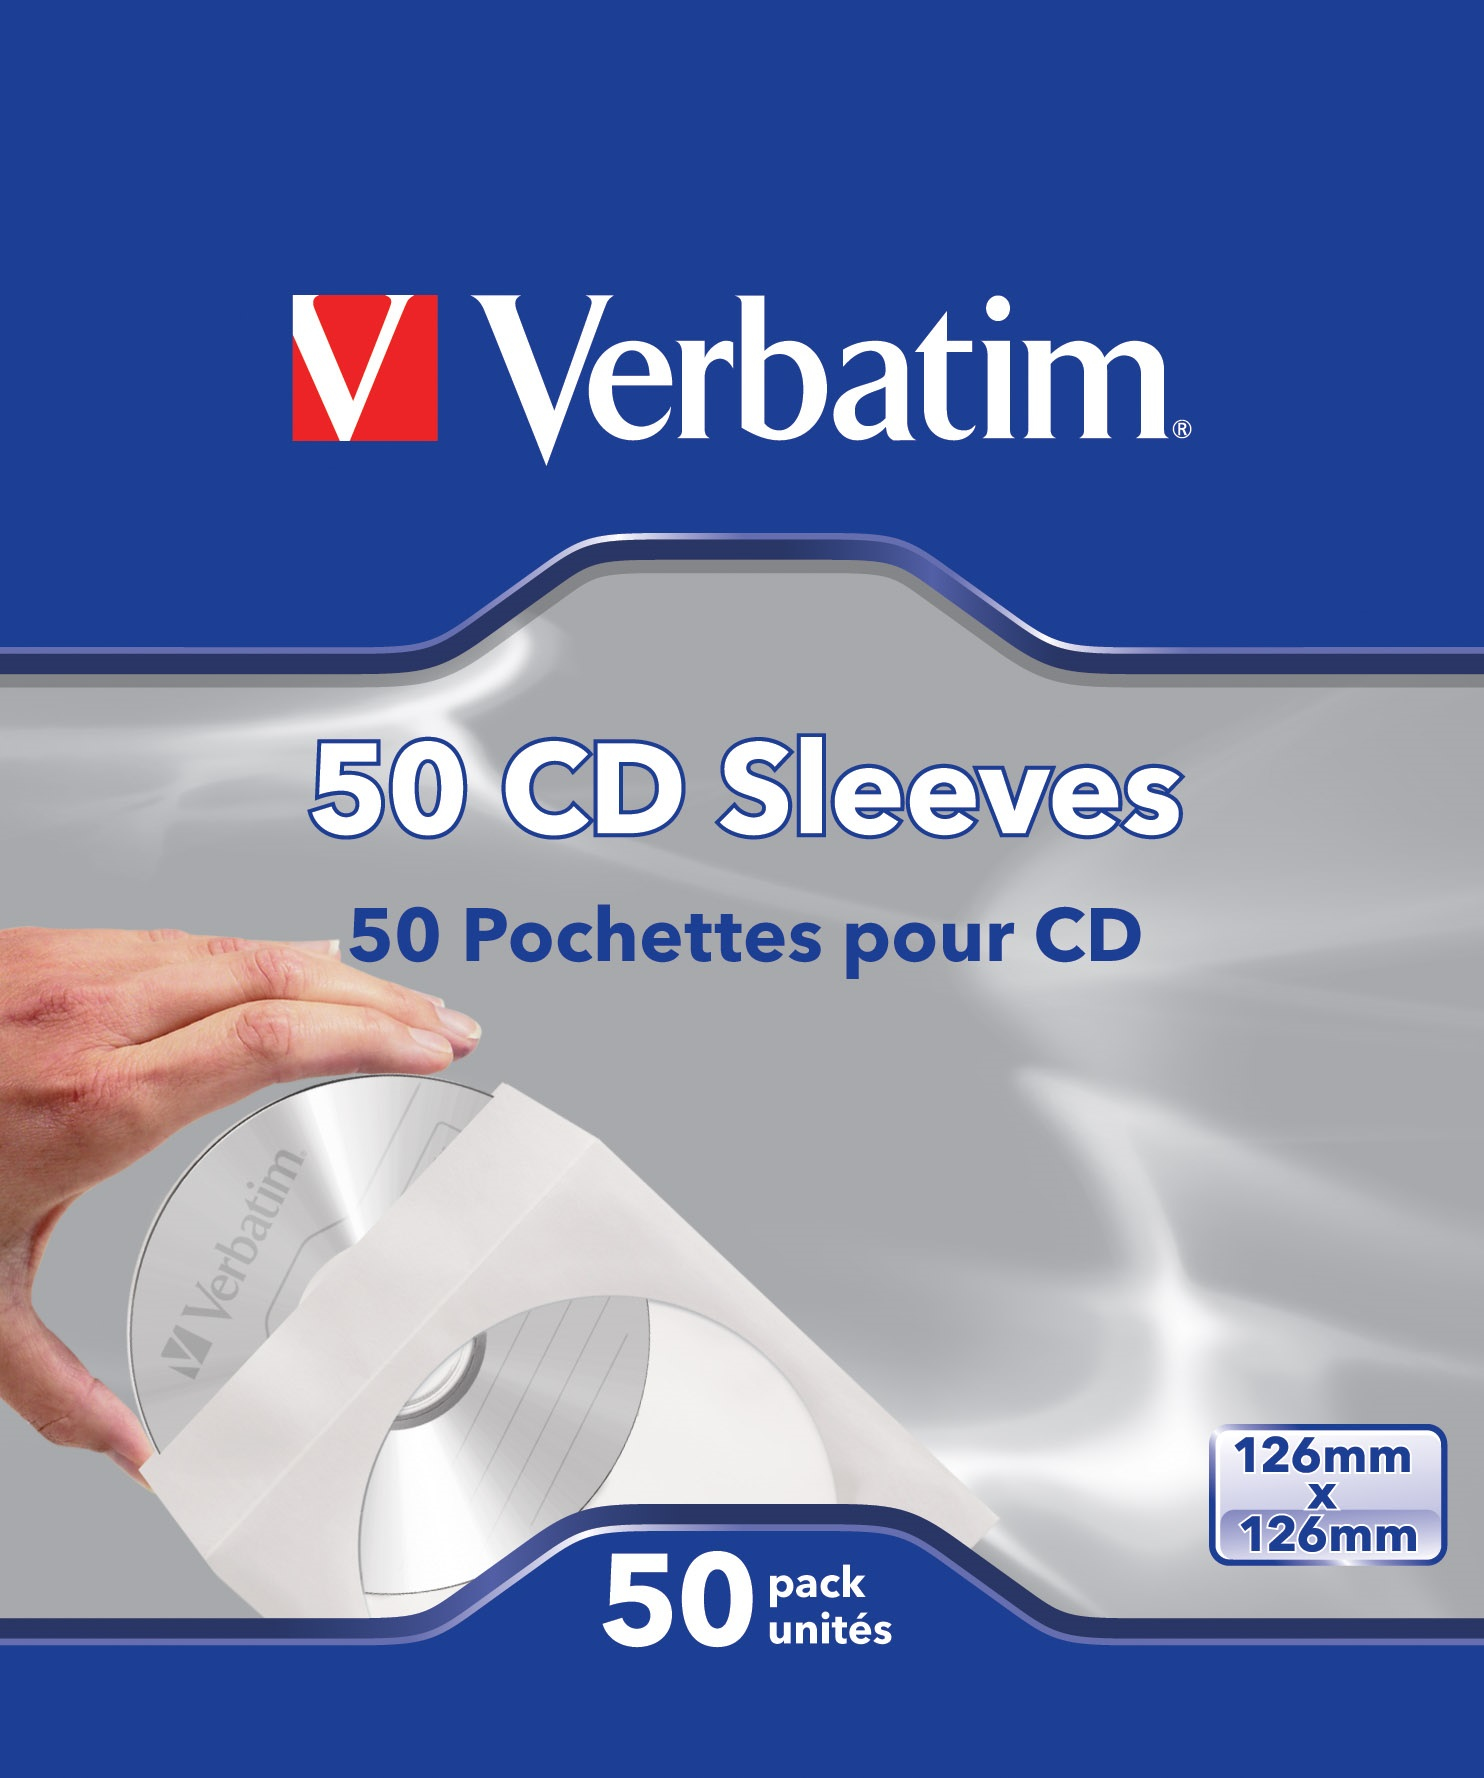 Verbatim®
50 CD Sleeves
50 Pochettes pour CD
Verbatim
126mm
x
126mm
50 pack
unités